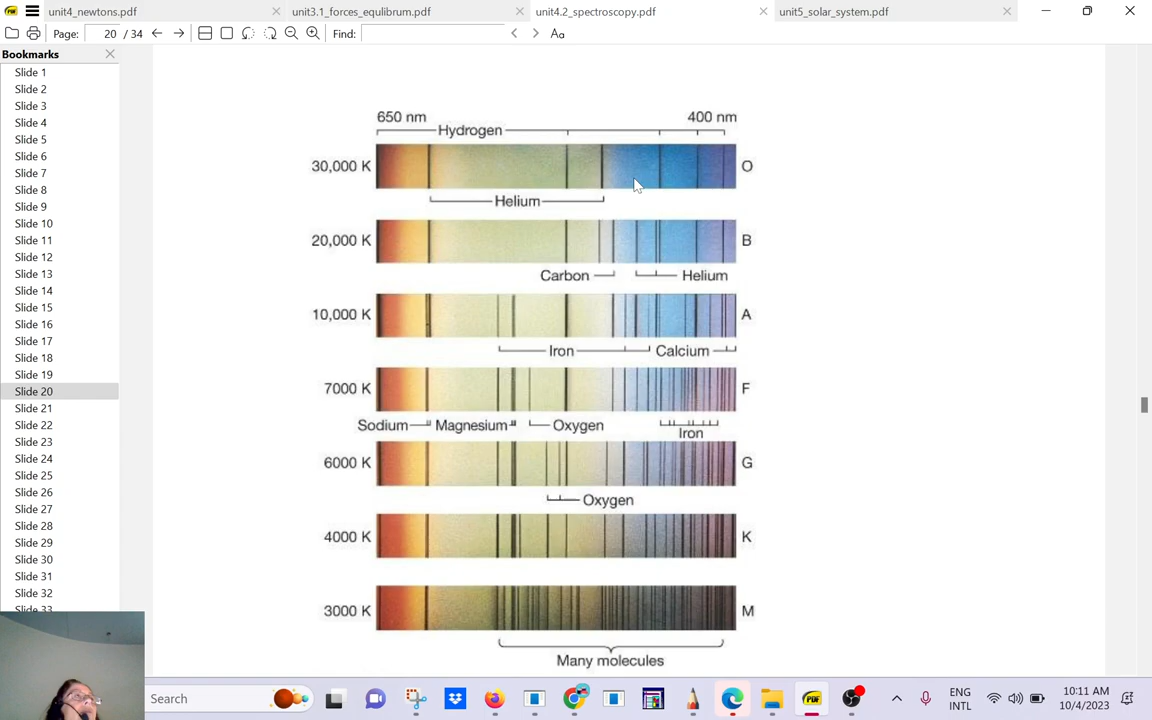 unit4_newtons.pdf
unit3.1_forces_equlibrum.pdf
unit4.2_spectroscopy.pdf
unit5_solar_system.pdf
Page: 20 / 34
Find:
Aa
Bookmarks
Slide 1
Slide 2
Slide 3
Slide 4
Slide 5
Slide 6
Slide 7
Slide 8
Slide 9
Slide 10
Slide 11
Slide 12
Slide 13
Slide 14
Slide 15
Slide 16
Slide 17
Slide 18
Slide 19
Slide 20
Slide 21
Slide 22
Slide 23
Slide 24
Slide 25
Slide 26
Slide 27
Slide 28
Slide 29
Slide 30
Slide 31
Slide 32
Slide 33
650 nm 400 nm
Hydrogen
30,000 K O
Helium
20,000 K B
Carbon Helium
10,000 K A
Iron Calcium
7000 K F
Sodium Magnesium Oxygen
Iron
6000 K G
Oxygen
4000 K K
3000 K M
Many molecules
Search
PDF
ENG
INTL
10:11 AM
10/4/2023